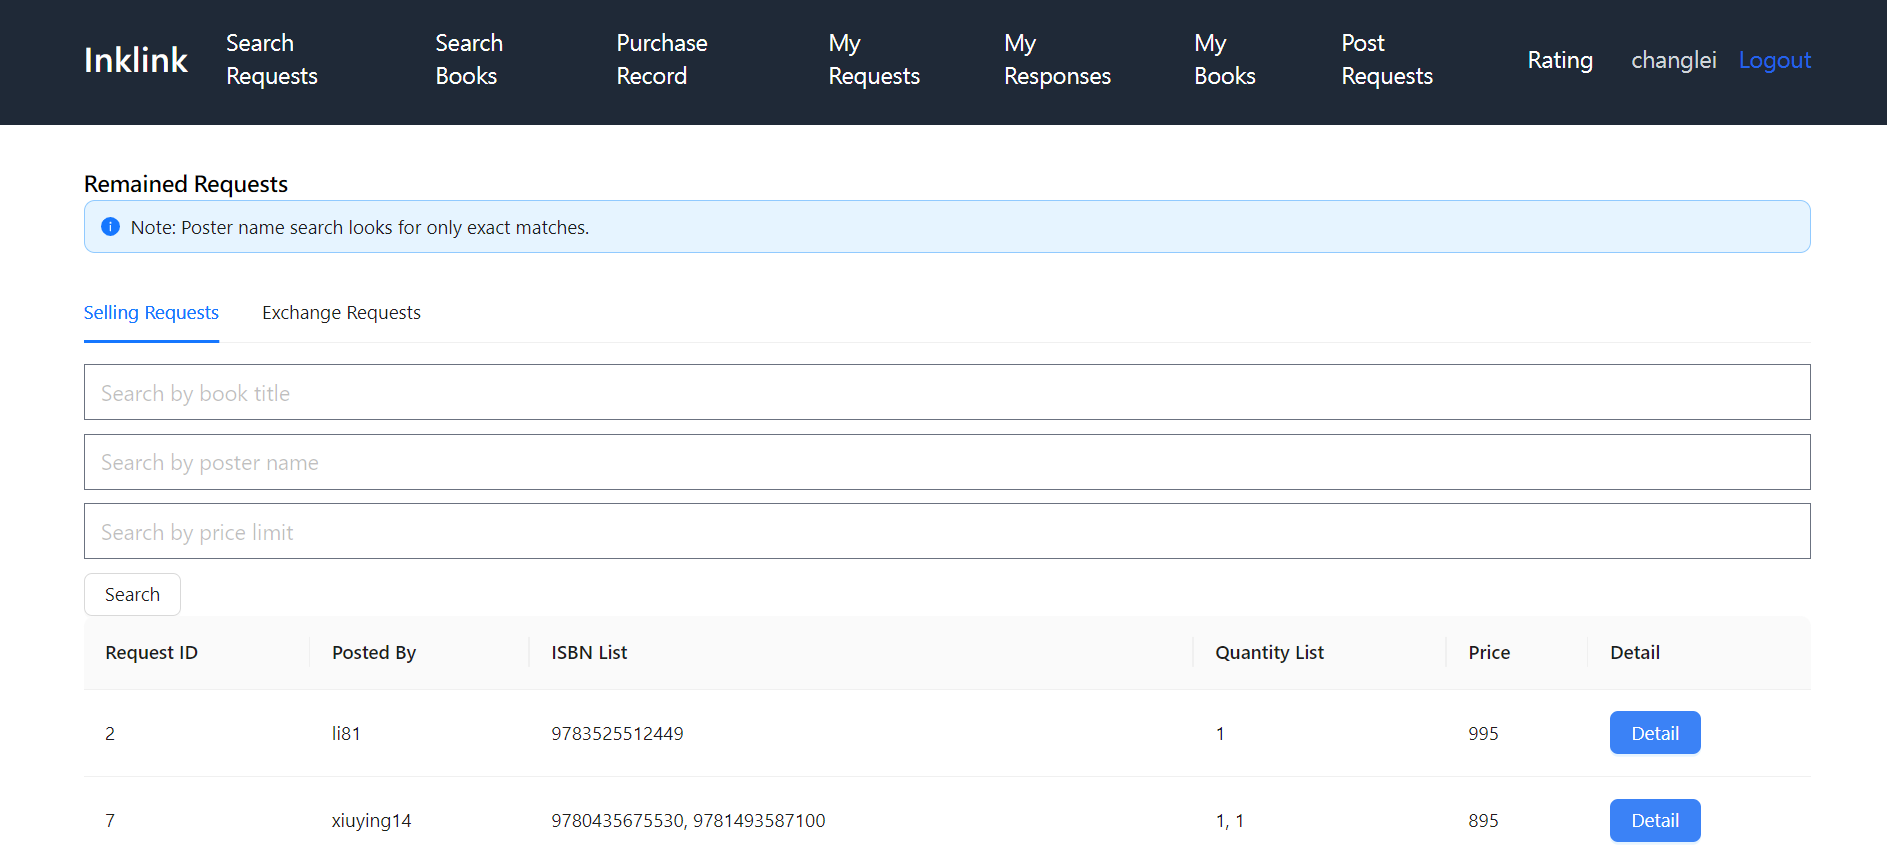 Inklink
Search
Requests
Search
Books
Purchase
Record
My
Requests
My
Responses
My
Books
Post
Requests
Rating
changlei
Logout
Remained Requests
Note: Poster name search looks for only exact matches.
Selling Requests
Exchange Requests
Search by book title
Search by poster name
Search by price limit
Search
Request ID Posted By ISBN List Quantity List Price Detail
2 li81 9783525512449 1 995 Detail
7 xiuying14 9780435675530, 9781493587100 1, 1 895 Detail